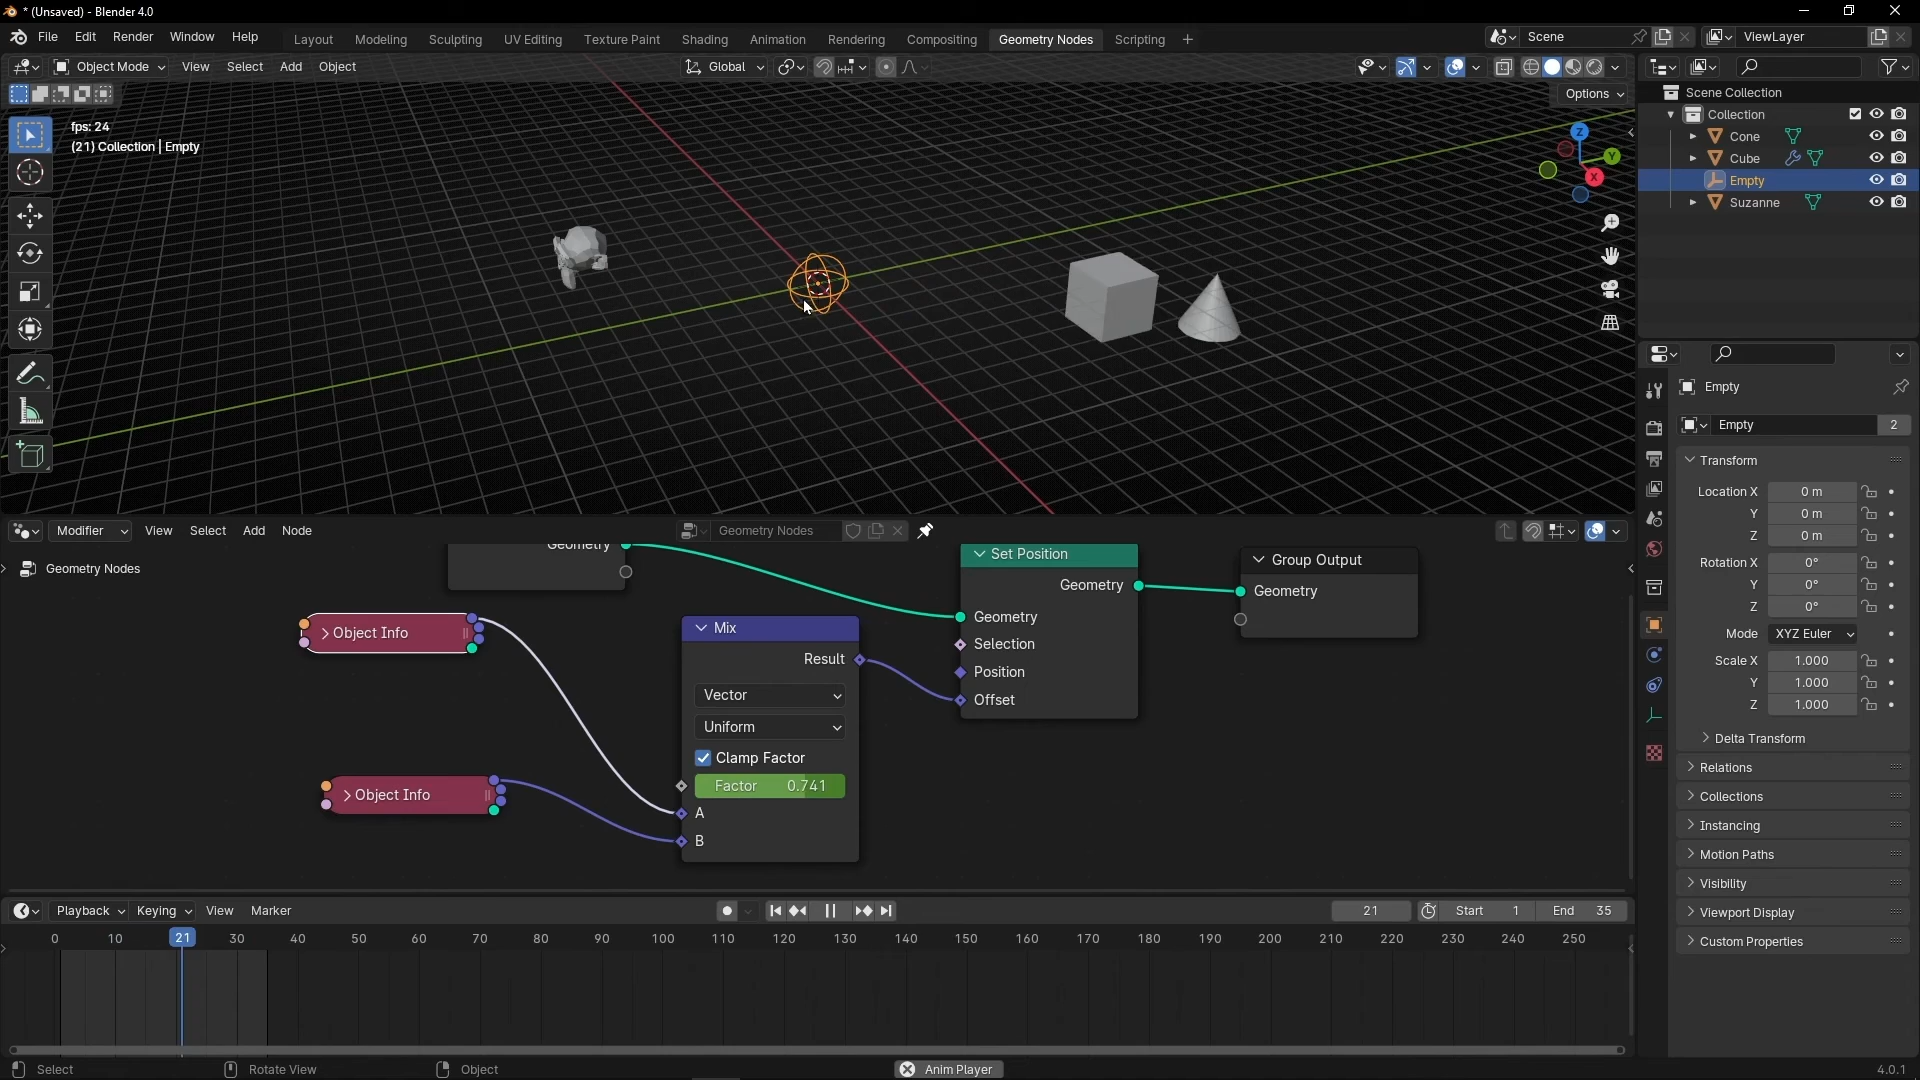 * (Unsaved) - Blender 4.0
File Edit Render Window Help
Layout Modeling Sculpting UV Editing Texture Paint Shading Animation Rendering Compositing Geometry Nodes Scripting +
Scene
ViewLayer
Object Mode View Select Add Object
Global
Options
fps: 24
(21) Collection | Empty
Z
Y
X
Scene Collection
Collection
Cone
Cube
Empty
Suzanne
Empty
Empty 2
Transform
Location X 0 m
Y 0 m
Z 0 m
Rotation X 0°
Y 0°
Z 0°
Mode XYZ Euler
Scale X 1.000
Y 1.000
Z 1.000
Delta Transform
Relations
Collections
Instancing
Motion Paths
Visibility
Viewport Display
Custom Properties
Modifier View Select Add Node
Geometry Nodes
Geometry Nodes
Geometry
Object Info
Object Info
Mix
Result
Vector
Uniform
Clamp Factor
Factor 0.741
A
B
Set Position
Geometry
Geometry
Selection
Position
Offset
Group Output
Geometry
Playback Keying View Marker
21 Start 1 End 35
0 10 21 30 40 50 60 70 80 90 100 110 120 130 140 150 160 170 180 190 200 210 220 230 240 250
Select Rotate View Object Anim Player 4.0.1